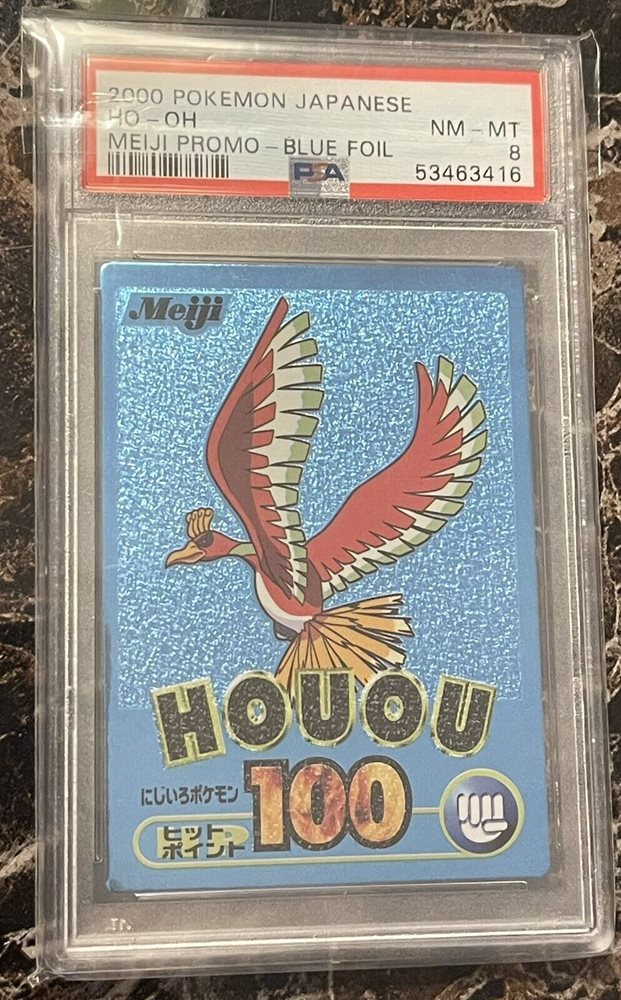 2000 POKEMON JAPANESE
HO-OH NM-MT
MEIJI PROMO-BLUE FOIL 8
PSA 53463416
Meiji
HOUOU
にじいろポケモン 100
ヒット
ポイント